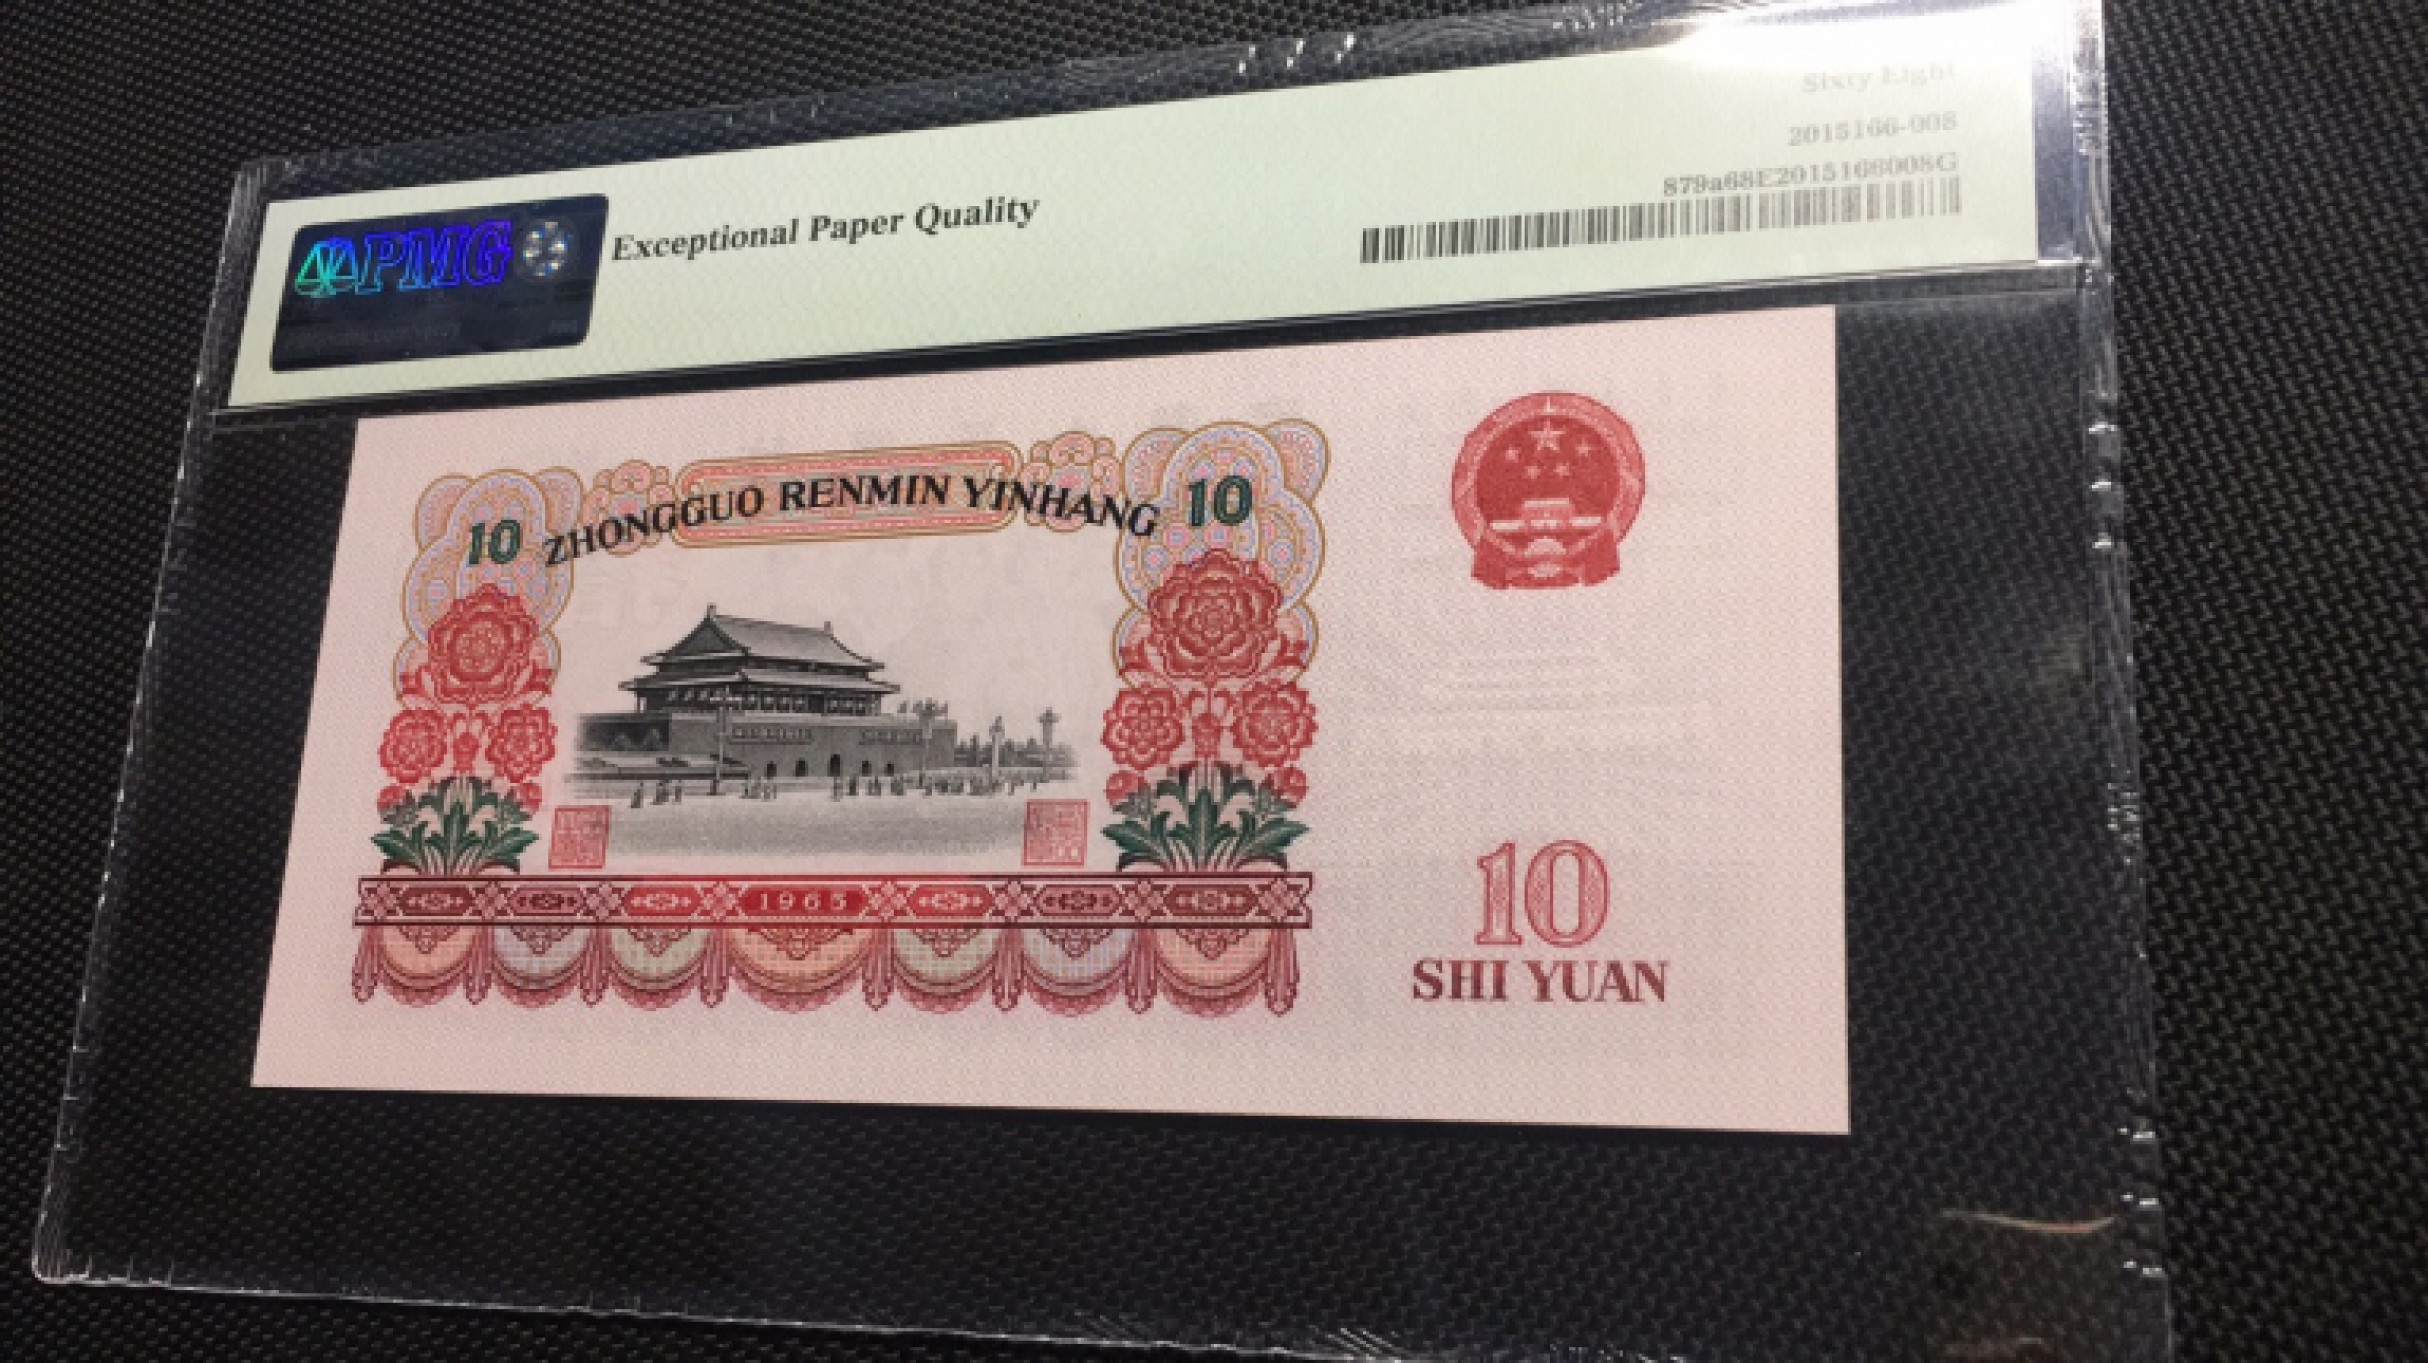 Sixty Eight
2015166-008
879a68E2015166008G
PMG
Exceptional Paper Quality
10 ZHONGGUO RENMIN YINHANG 10
1965
10
SHI YUAN